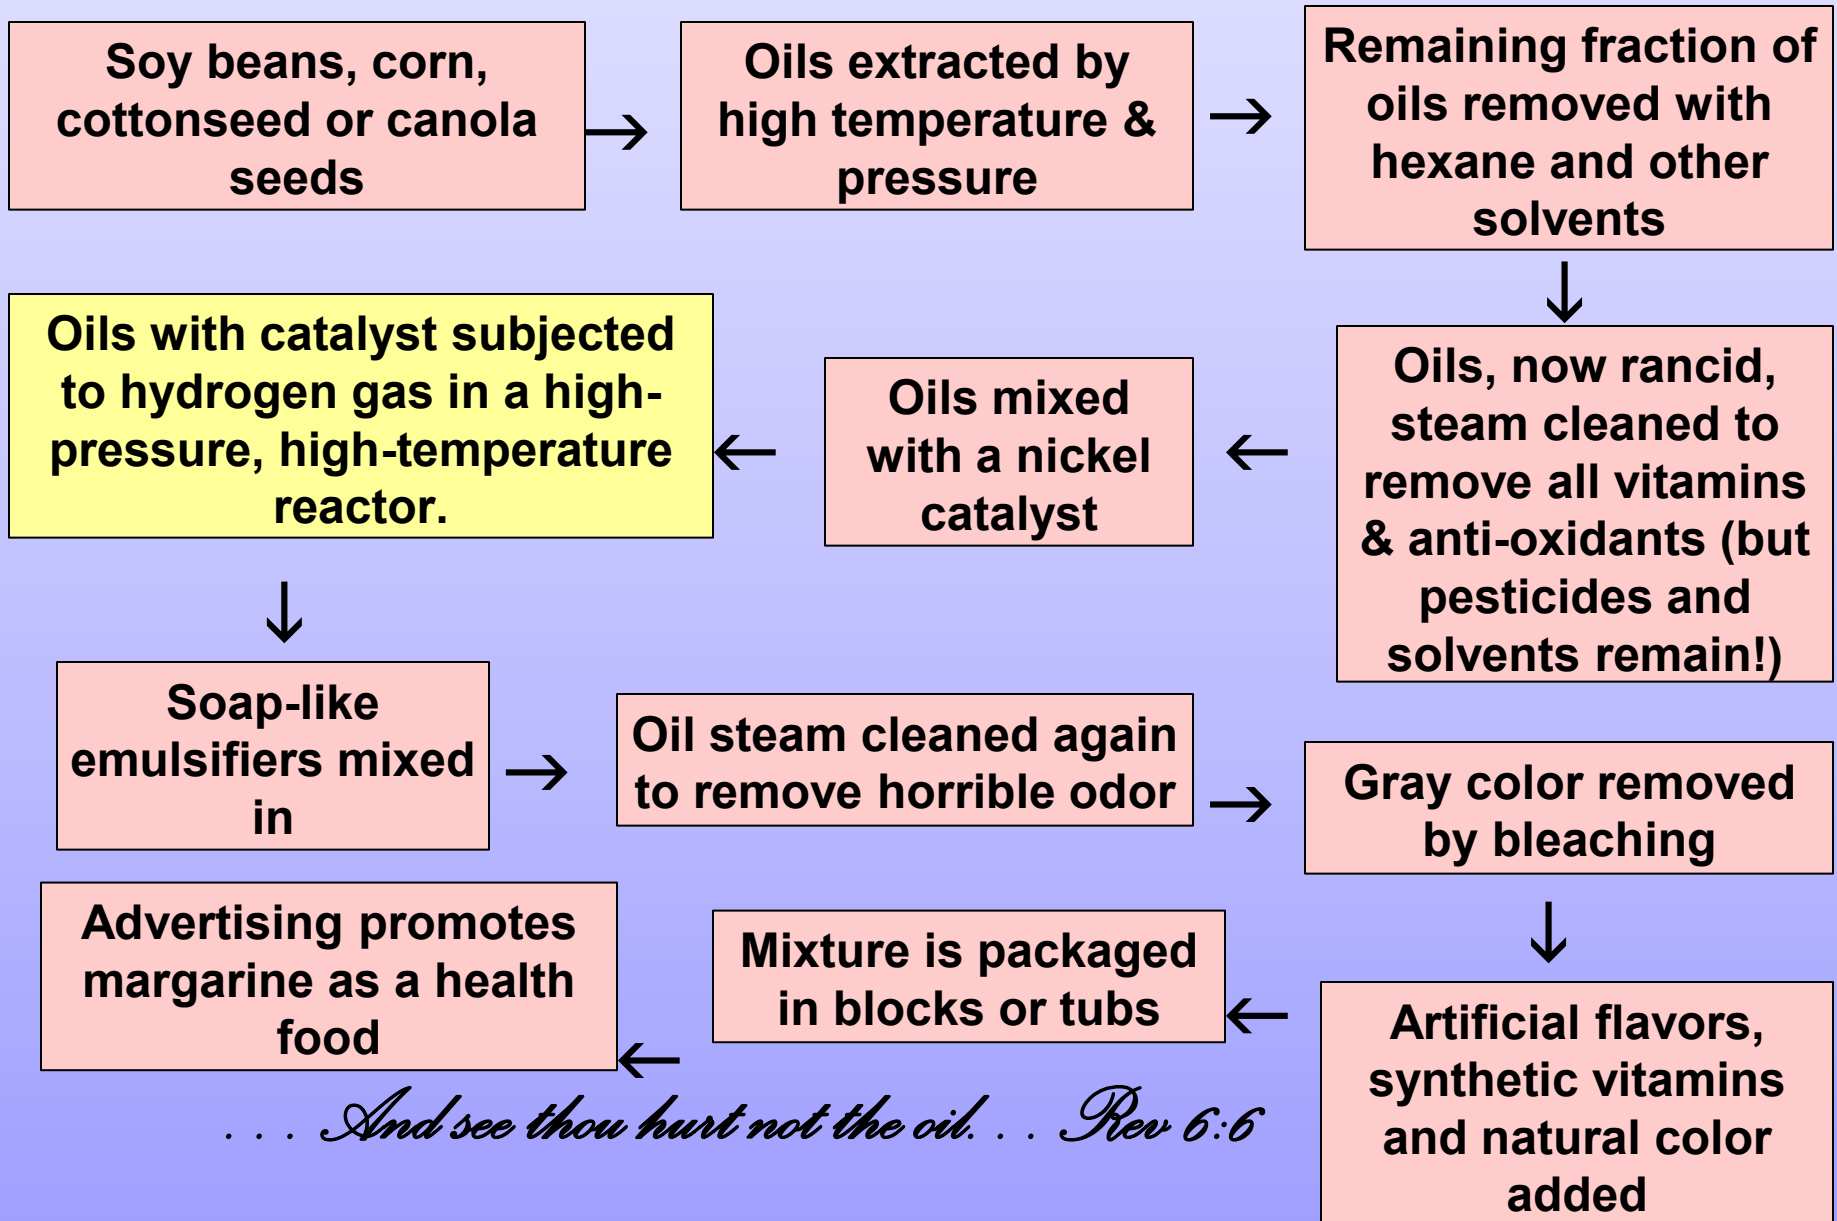 Soy beans, corn,
cottonseed or canola
seeds
Oils extracted by
high temperature &
pressure
Remaining fraction of
oils removed with
hexane and other
solvents
Oils, now rancid,
steam cleaned to
remove all vitamins
& anti-oxidants (but
pesticides and
solvents remain!)
Oils mixed
with a nickel
catalyst
Oils with catalyst subjected
to hydrogen gas in a high-
pressure, high-temperature
reactor.
Soap-like
emulsifiers mixed
in
Oil steam cleaned again
to remove horrible odor
Gray color removed
by bleaching
Artificial flavors,
synthetic vitamins
and natural color
added
Mixture is packaged
in blocks or tubs
Advertising promotes
margarine as a health
food
. . . And see thou hurt not the oil. . . Rev 6:6